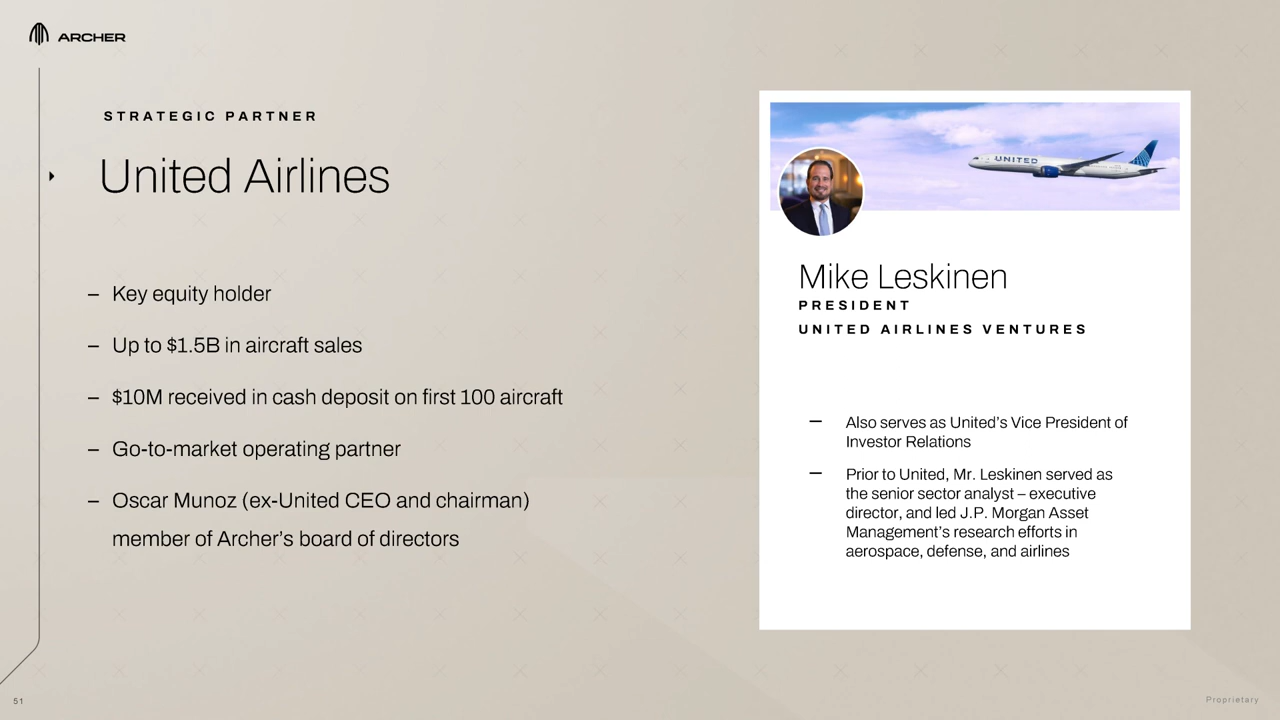 ARCHER
STRATEGIC PARTNER
United Airlines
– Key equity holder
– Up to $1.5B in aircraft sales
– $10M received in cash deposit on first 100 aircraft
– Go-to-market operating partner
– Oscar Munoz (ex-United CEO and chairman)
member of Archer’s board of directors
UNITED
Mike Leskinen
PRESIDENT
UNITED AIRLINES VENTURES
– Also serves as United’s Vice President of
Investor Relations
– Prior to United, Mr. Leskinen served as
the senior sector analyst – executive
director, and led J.P. Morgan Asset
Management’s research efforts in
aerospace, defense, and airlines
51
Proprietary